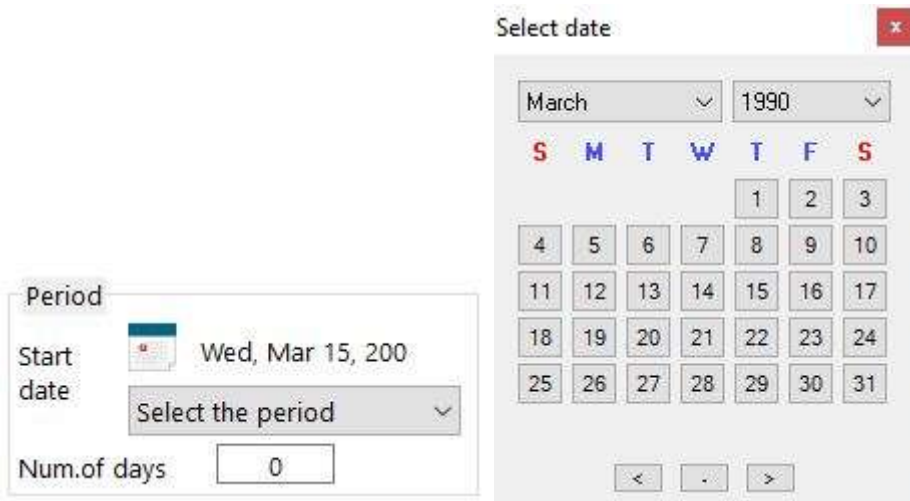 Select date
x
March 1990
S M T W T F S
1 2 3
4 5 6 7 8 9 10
11 12 13 14 15 16 17
18 19 20 21 22 23 24
25 26 27 28 29 30 31
< . >
Period
Start
date
Wed, Mar 15, 200
Select the period
Num.of days 0